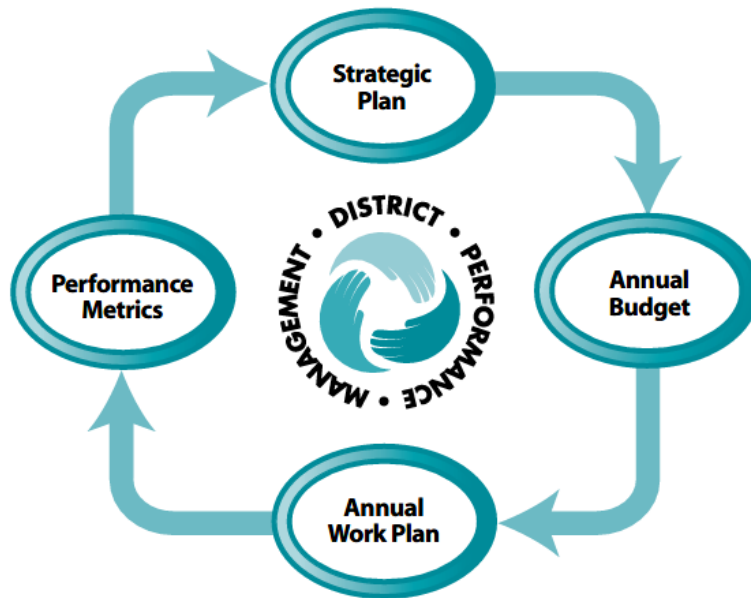 Strategic
Plan
• DISTRICT • PERFORMANCE • MANAGEMENT
Performance
Metrics
Annual
Budget
Annual
Work Plan